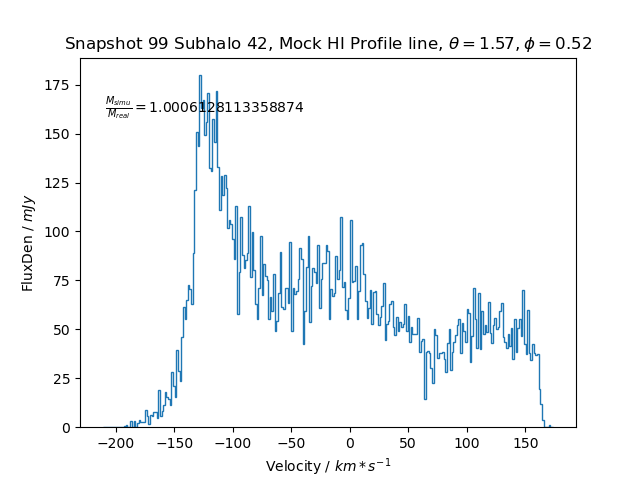 Snapshot 99 Subhalo 42, Mock HI Profile line, θ = 1.57, ϕ = 0.52
M_simu/M_real = 1.0006128113358874
FluxDen / mJy
175
150
125
100
75
50
25
0
−200 −150 −100 −50 0 50 100 150
Velocity / km * s⁻¹